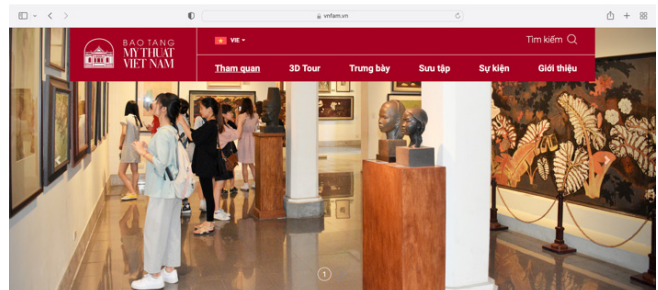 vnfam.vn
BẢO TÀNG
MỸ THUẬT
VIỆT NAM
VIE
Tìm kiếm
Tham quan
3D Tour
Trưng bày
Sưu tập
Sự kiện
Giới thiệu
1